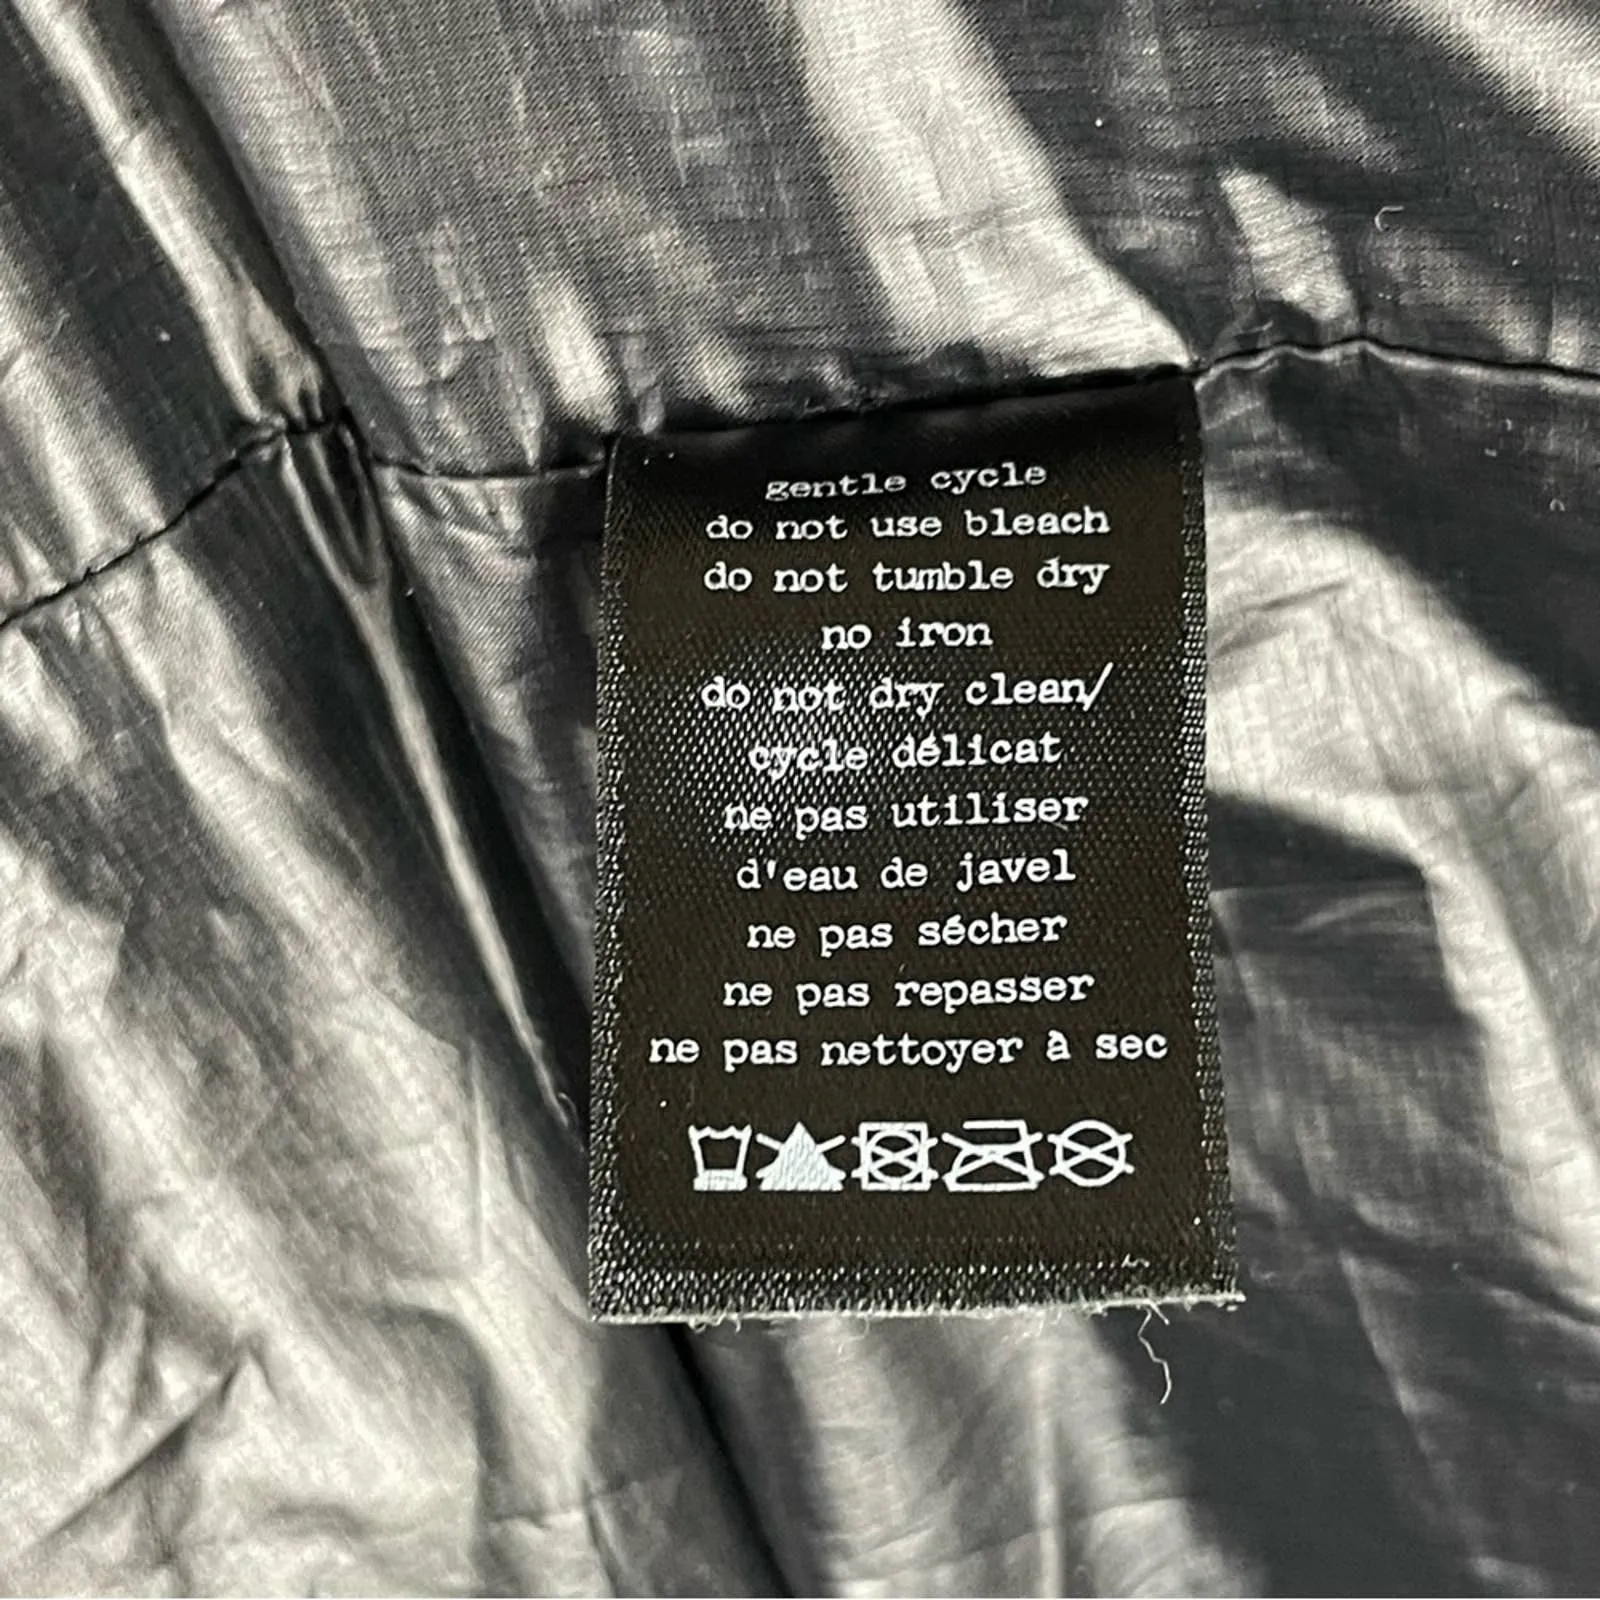 gentle cycle
do not use bleach
do not tumble dry
no iron
do not dry clean/
cycle délicat
ne pas utiliser
d'eau de javel
ne pas sécher
ne pas repasser
ne pas nettoyer à sec